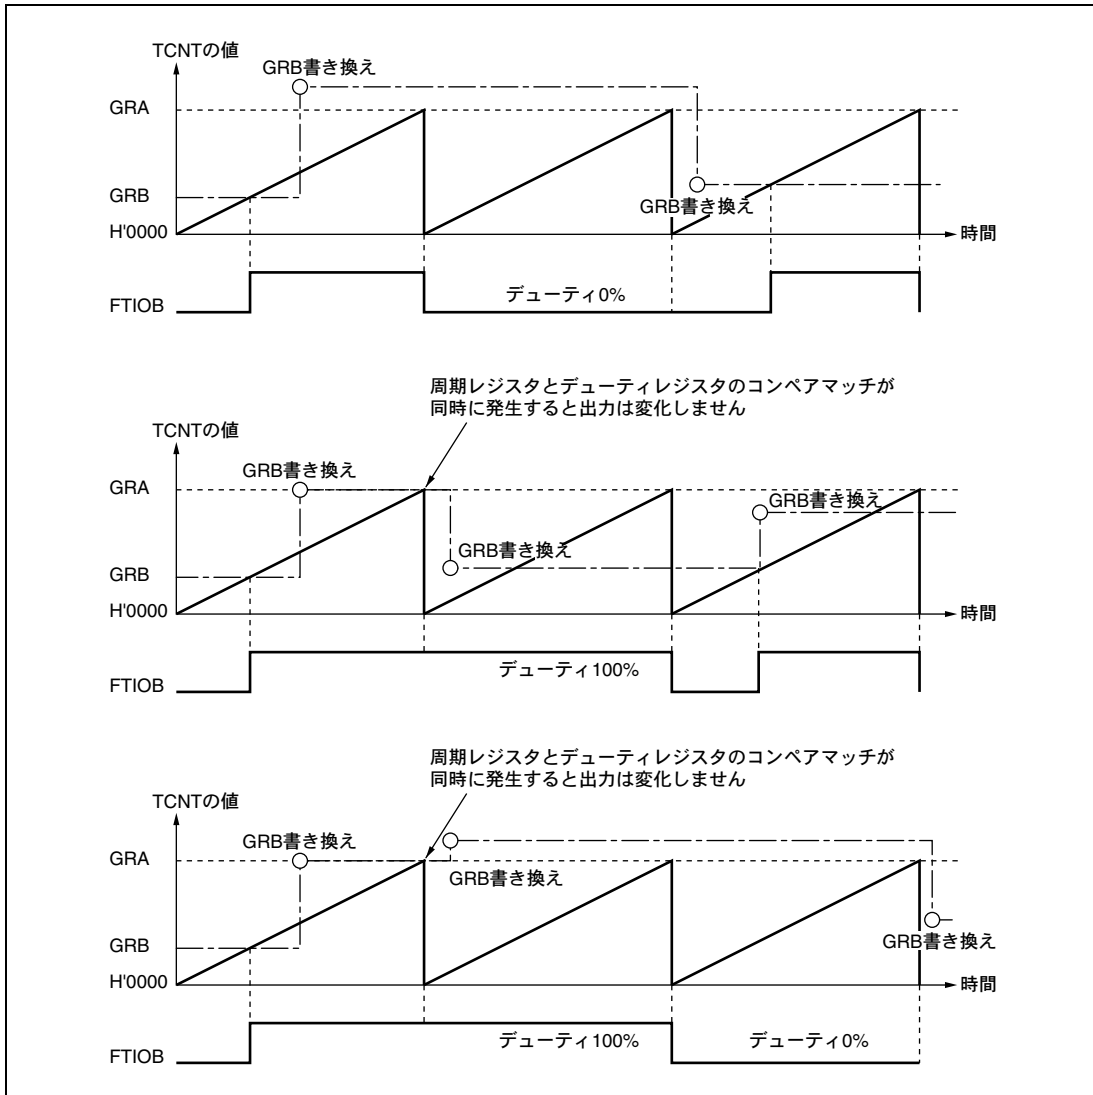 TCNTの値
GRB書き換え
GRA
GRB
GRB書き換え
H'0000
時間
デューティ0%
FTIOB
周期レジスタとデューティレジスタのコンペアマッチが
同時に発生すると出力は変化しません
TCNTの値
GRB書き換え
GRA
GRB書き換え
GRB書き換え
GRB
H'0000
時間
デューティ100%
FTIOB
周期レジスタとデューティレジスタのコンペアマッチが
同時に発生すると出力は変化しません
TCNTの値
GRB書き換え
GRA
GRB書き換え
GRB
GRB書き換え
H'0000
時間
デューティ100%
デューティ0%
FTIOB